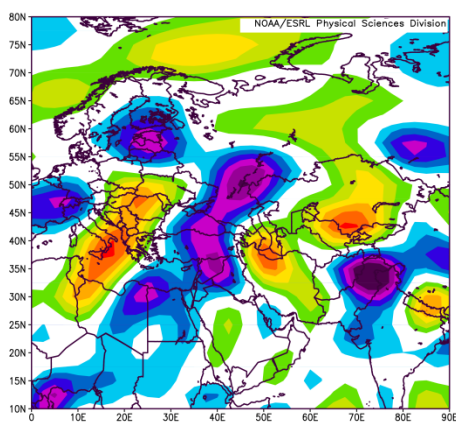 NOAA/ESRL Physical Sciences Division
80N
75N
70N
65N
60N
55N
50N
45N
40N
35N
30N
25N
20N
15N
10N
0 10E 20E 30E 40E 50E 60E 70E 80E 90E